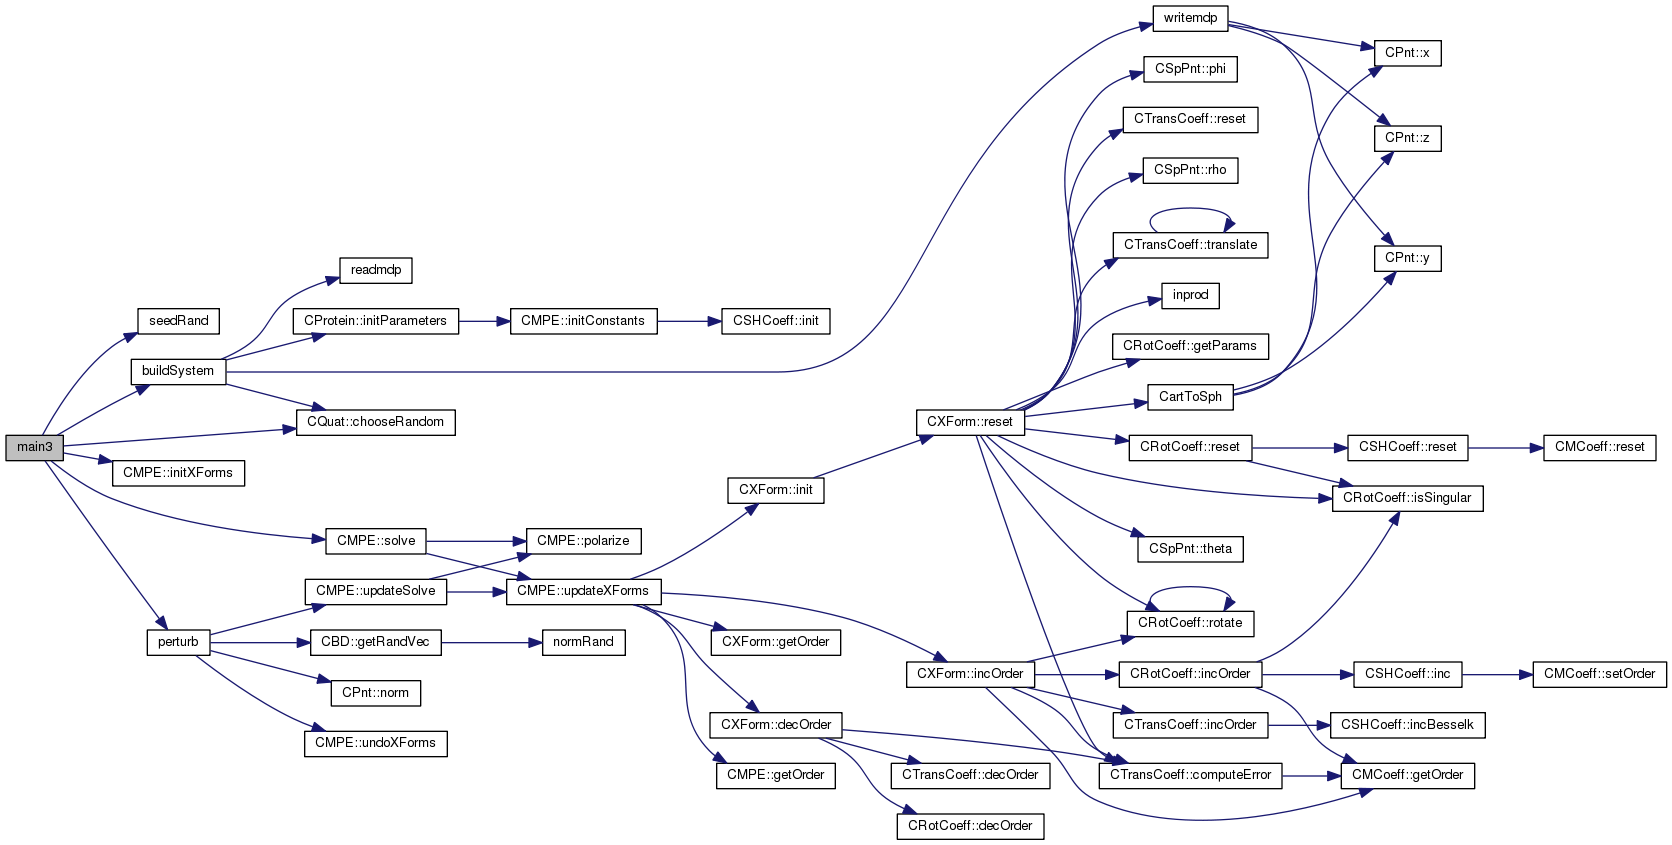 writemdp
CPnt::x
CSpPnt::phi
CTransCoeff::reset
CPnt::z
CSpPnt::rho
CTransCoeff::translate
CPnt::y
readmdp
inprod
seedRand
CProtein::initParameters
CMPE::initConstants
CSHCoeff::init
CRotCoeff::getParams
buildSystem
CartToSph
CQuat::chooseRandom
CXForm::reset
main3
CRotCoeff::reset
CSHCoeff::reset
CMCoeff::reset
CMPE::initXForms
CXForm::init
CRotCoeff::isSingular
CMPE::solve
CMPE::polarize
CSpPnt::theta
CMPE::updateSolve
CMPE::updateXForms
CRotCoeff::rotate
perturb
CBD::getRandVec
normRand
CXForm::getOrder
CXForm::incOrder
CRotCoeff::incOrder
CSHCoeff::inc
CMCoeff::setOrder
CPnt::norm
CXForm::decOrder
CTransCoeff::incOrder
CSHCoeff::incBesselk
CMPE::undoXForms
CMPE::getOrder
CTransCoeff::decOrder
CTransCoeff::computeError
CMCoeff::getOrder
CRotCoeff::decOrder